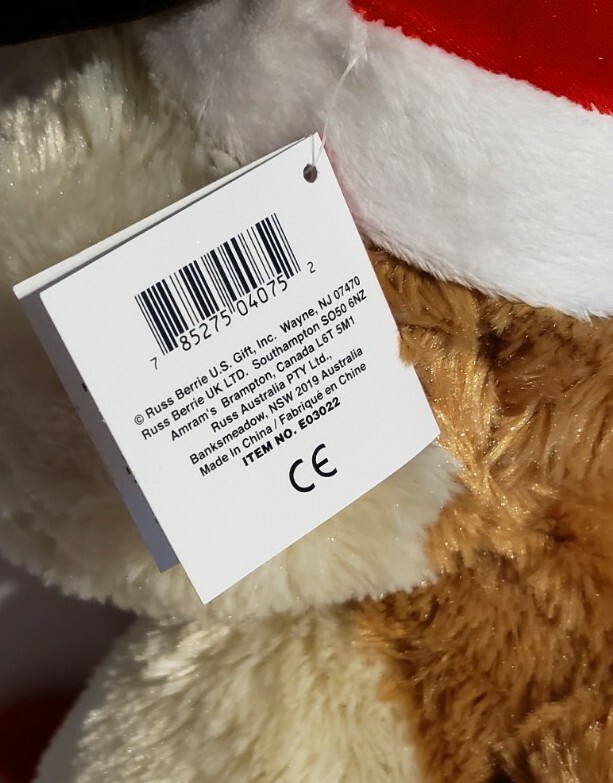 7 85275 04075 2
© Russ Berrie U.S. Gift, Inc. Wayne, NJ 07470
Russ Berrie UK LTD. Southampton SO50 6NZ
Amram's Brampton, Canada L6T 5M1
Russ Australia PTY Ltd.,
Banksmeadow, NSW 2019 Australia
Made In China / Fabriqué en Chine
ITEM NO. E03022
CE